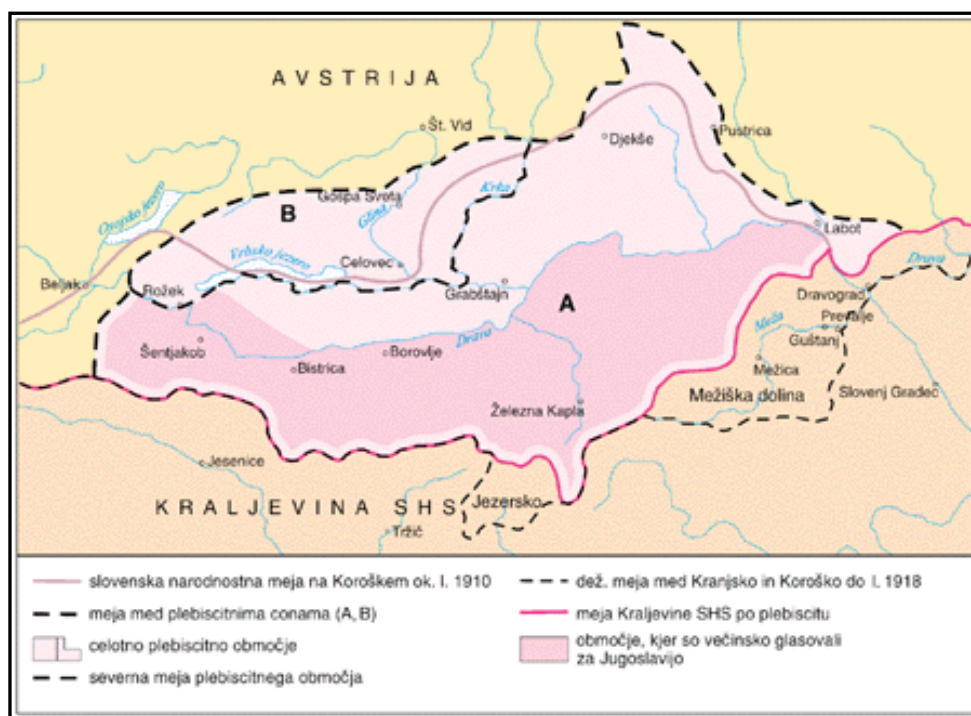 AVSTRIJA
Št. Vid
Djekše
Pustrica
Osojsko jezero
B
Gospa Sveta
Glina
Krka
Vrbsko jezero
Celovec
Labot
Beljak
Rožek
Grabštajn
A
Drava
Dravograd
Prevalje
Meža
Guštanj
Šentjakob
Bistrica
Borovlje
Drava
Mežica
Mežiška dolina
Slovenj Gradec
Železna Kapla
Jesenice
KRALJEVINA SHS
Jezersko
Tržič
slovenska narodnostna meja na Koroškem ok. l. 1910
meja med plebiscitnima conama (A, B)
celotno plebiscitno območje
severna meja plebiscitnega območja
dež. meja med Kranjsko in Koroško do l. 1918
meja Kraljevine SHS po plebiscitu
območje, kjer so večinsko glasovali
za Jugoslavijo